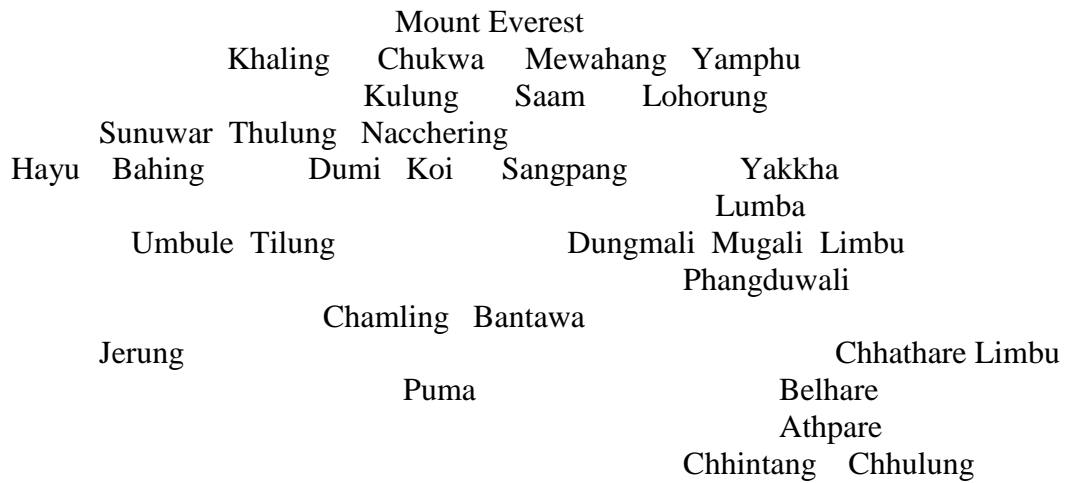 Mount Everest
Khaling Chukwa Mewahang Yamphu
Kulung Saam Lohorung
Sunuwar Thulung Nacchering
Hayu Bahing Dumi Koi Sangpang Yakkha
Lumba
Umbule Tilung Dungmali Mugali Limbu
Phangduwali
Chamling Bantawa
Jerung Chhathare Limbu
Puma Belhare
Athpare
Chhintang Chhulung